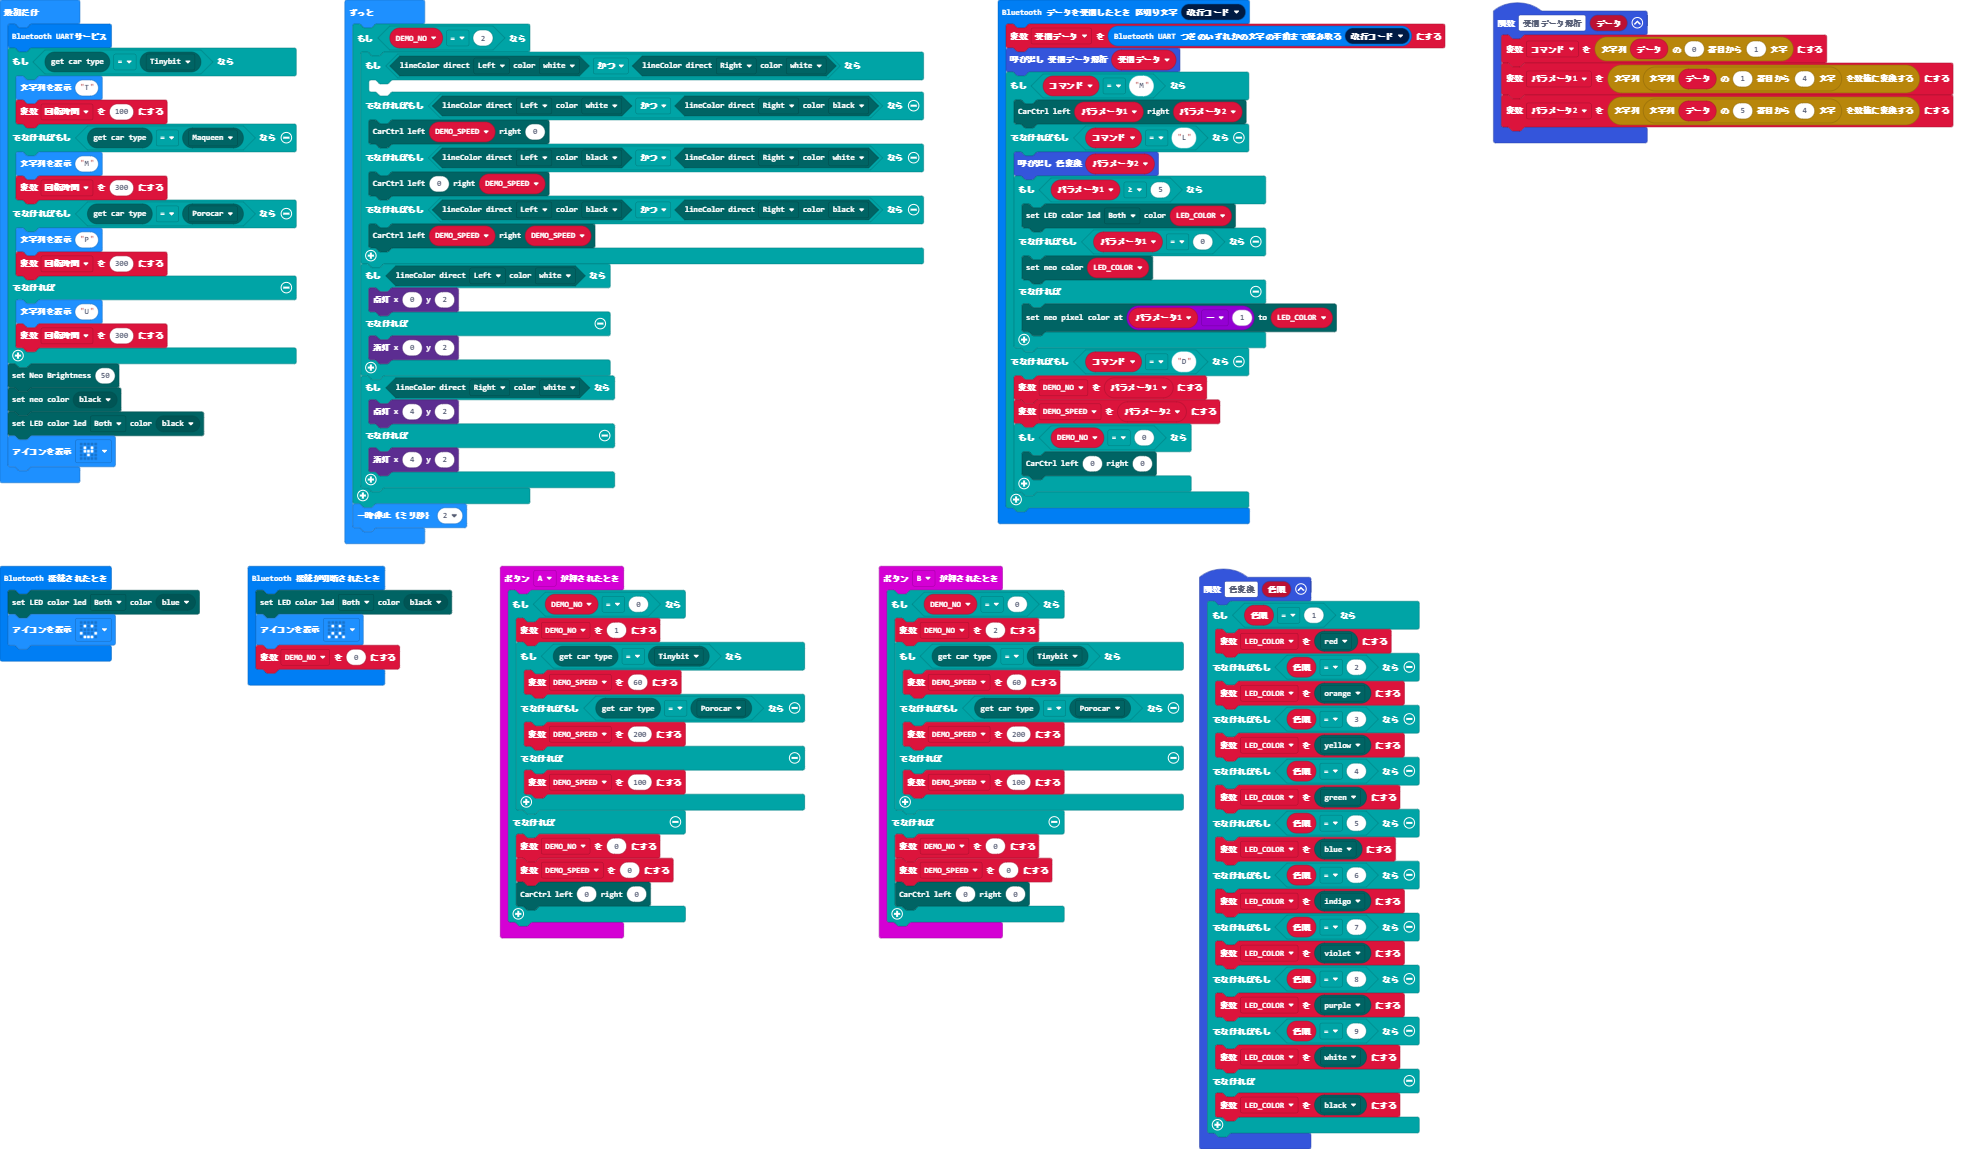 最初だけ
Bluetooth UARTサービス
もし get car type = Tinybit なら
文字列を表示 "T"
変数 回転時間 を 100 にする
でなければもし get car type = Maqueen なら
文字列を表示 "M"
変数 回転時間 を 300 にする
でなければもし get car type = Porocar なら
文字列を表示 "P"
変数 回転時間 を 300 にする
でなければ
文字列を表示 "U"
変数 回転時間 を 300 にする
set Neo Brightness 50
set neo color black
set LED color led Both color black
アイコンを表示
ずっと
もし DEMO_NO = 2 なら
もし lineColor direct Left color white かつ lineColor direct Right color white なら
でなければもし lineColor direct Left color white かつ lineColor direct Right color black なら
CarCtrl left DEMO_SPEED right 0
でなければもし lineColor direct Left color black かつ lineColor direct Right color white なら
CarCtrl left 0 right DEMO_SPEED
でなければもし lineColor direct Left color black かつ lineColor direct Right color black なら
CarCtrl left DEMO_SPEED right DEMO_SPEED
もし lineColor direct Left color white なら
点灯 x 0 y 2
でなければ
消灯 x 0 y 2
もし lineColor direct Right color white なら
点灯 x 4 y 2
でなければ
消灯 x 4 y 2
一時停止（ミリ秒） 2
Bluetooth データを受信したとき 区切り文字 改行コード
変数 受信データ を Bluetooth UART つぎのいずれかの文字の手前まで読み取る 改行コード にする
呼び出し 受信データ解析 受信データ
もし コマンド = "M" なら
CarCtrl left パラメータ1 right パラメータ2
でなければもし コマンド = "L" なら
呼び出し 色変換 パラメータ2
もし パラメータ1 ≥ 5 なら
set LED color led Both color LED_COLOR
でなければもし パラメータ1 = 0 なら
set neo color LED_COLOR
でなければ
set neo pixel color at パラメータ1 - 1 to LED_COLOR
でなければもし コマンド = "D" なら
変数 DEMO_NO を パラメータ1 にする
変数 DEMO_SPEED を パラメータ2 にする
もし DEMO_NO = 0 なら
CarCtrl left 0 right 0
関数 受信データ解析 データ
変数 コマンド を 文字列 データ の 0 番目から 1 文字 にする
変数 パラメータ1 を 文字列 文字列 データ の 1 番目から 4 文字 を数値に変換する にする
変数 パラメータ2 を 文字列 文字列 データ の 5 番目から 4 文字 を数値に変換する にする
Bluetooth 接続されたとき
set LED color led Both color blue
アイコンを表示
Bluetooth 接続が切断されたとき
set LED color led Both color black
アイコンを表示
変数 DEMO_NO を 0 にする
ボタン A が押されたとき
もし DEMO_NO = 0 なら
変数 DEMO_NO を 1 にする
もし get car type = Tinybit なら
変数 DEMO_SPEED を 60 にする
でなければもし get car type = Porocar なら
変数 DEMO_SPEED を 200 にする
でなければ
変数 DEMO_SPEED を 100 にする
でなければ
変数 DEMO_NO を 0 にする
変数 DEMO_SPEED を 0 にする
CarCtrl left 0 right 0
ボタン B が押されたとき
もし DEMO_NO = 0 なら
変数 DEMO_NO を 2 にする
もし get car type = Tinybit なら
変数 DEMO_SPEED を 60 にする
でなければもし get car type = Porocar なら
変数 DEMO_SPEED を 200 にする
でなければ
変数 DEMO_SPEED を 100 にする
でなければ
変数 DEMO_NO を 0 にする
変数 DEMO_SPEED を 0 にする
CarCtrl left 0 right 0
関数 色変換 色黒
もし 色黒 = 1 なら
変数 LED_COLOR を red にする
でなければもし 色黒 = 2 なら
変数 LED_COLOR を orange にする
でなければもし 色黒 = 3 なら
変数 LED_COLOR を yellow にする
でなければもし 色黒 = 4 なら
変数 LED_COLOR を green にする
でなければもし 色黒 = 5 なら
変数 LED_COLOR を blue にする
でなければもし 色黒 = 6 なら
変数 LED_COLOR を indigo にする
でなければもし 色黒 = 7 なら
変数 LED_COLOR を violet にする
でなければもし 色黒 = 8 なら
変数 LED_COLOR を purple にする
でなければもし 色黒 = 9 なら
変数 LED_COLOR を white にする
でなければ
変数 LED_COLOR を black にする